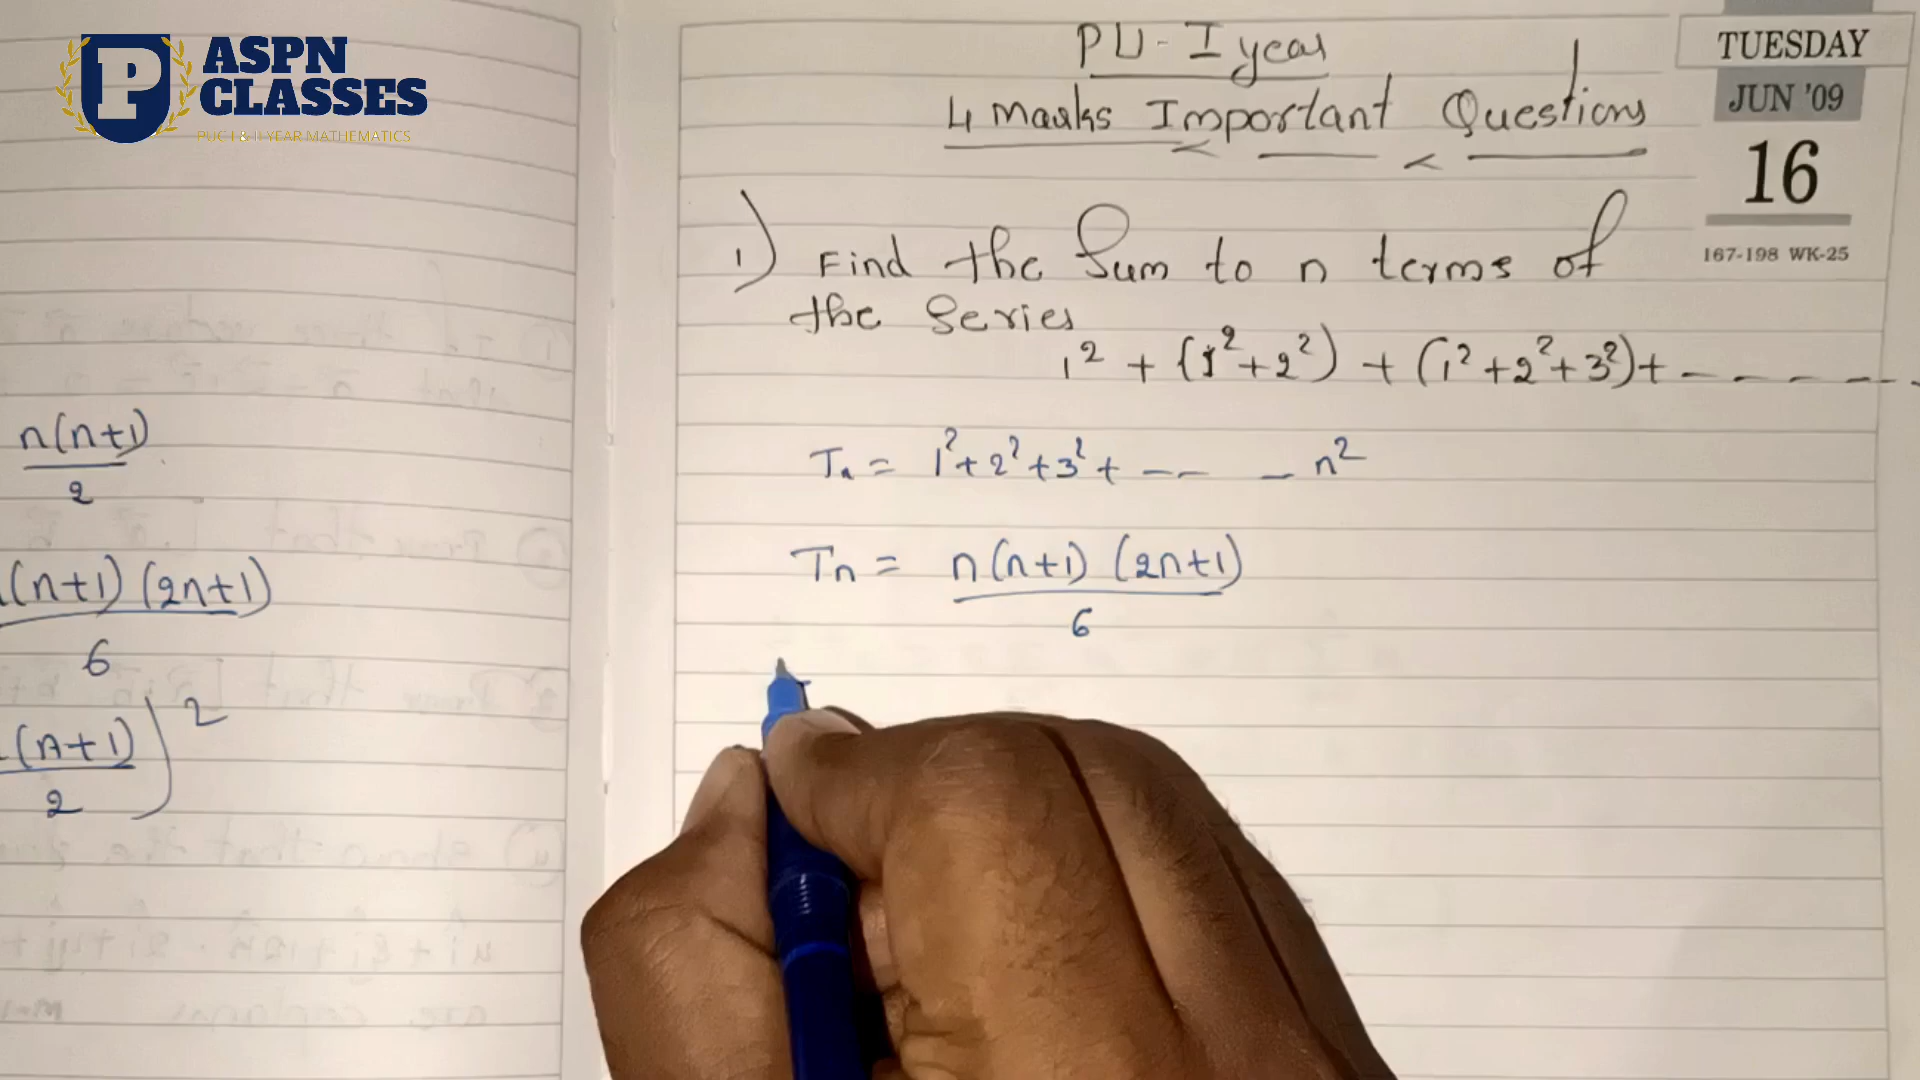 P
ASPN
CLASSES
PUC I & II YEAR MATHEMATICS
n(n+1)
2
(n+1) (2n+1)
6
(n+1) 2
2
PU - I year
4 Marks Important Questions
TUESDAY
JUN '09
16
167-198 WK-25
1) Find the Sum to n terms of
the Series
1² + (1²+2²) + (1²+2²+3²)+ - - - - - -
Tn = 1²+2²+3²+ -- - n²
Tn = n(n+1) (2n+1)
6